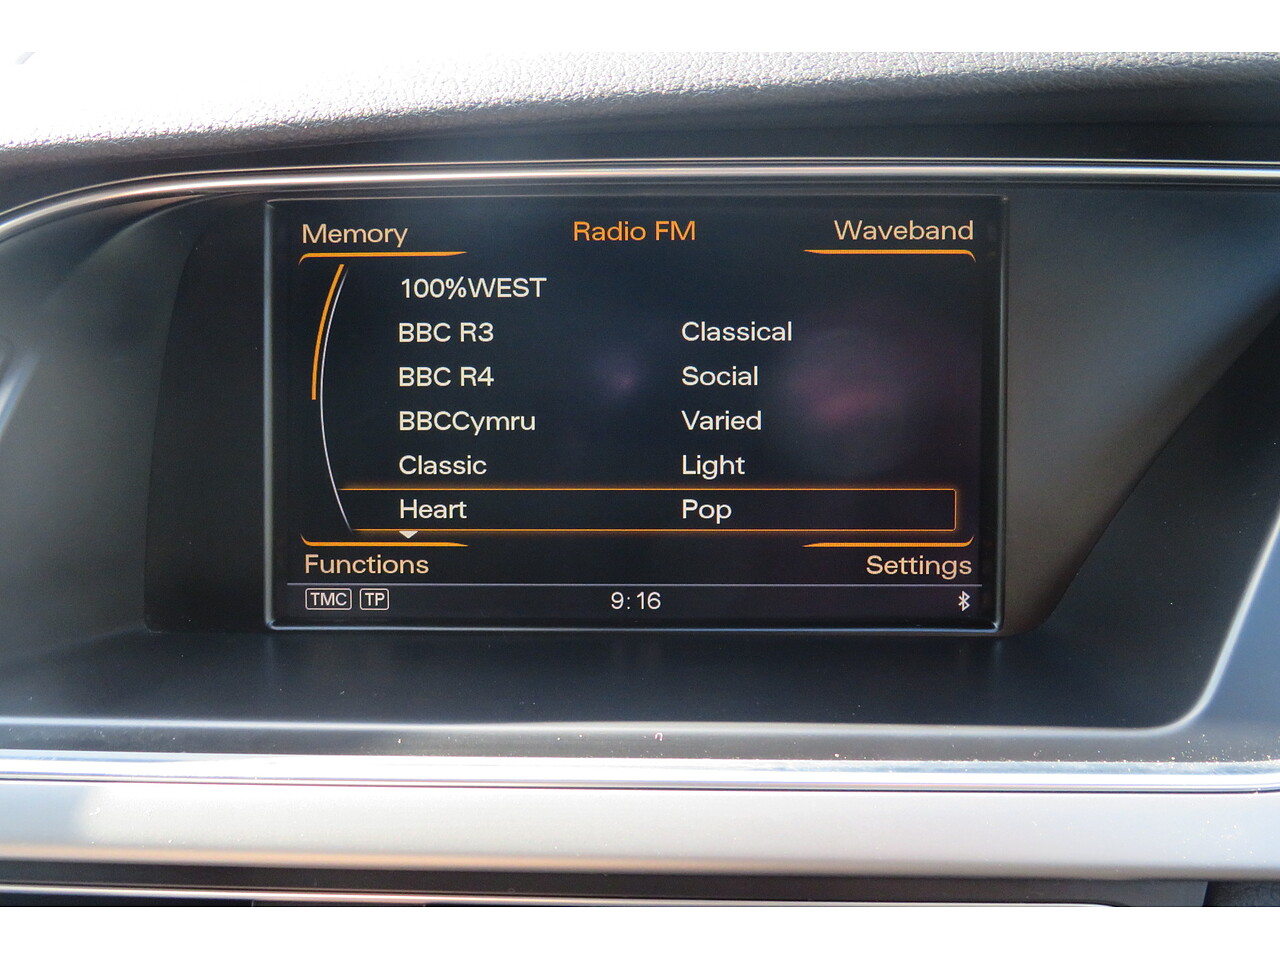 Memory Radio FM Waveband
100%WEST
BBC R3 Classical
BBC R4 Social
BBCCymru Varied
Classic Light
Heart Pop
Functions Settings
TMC TP 9:16